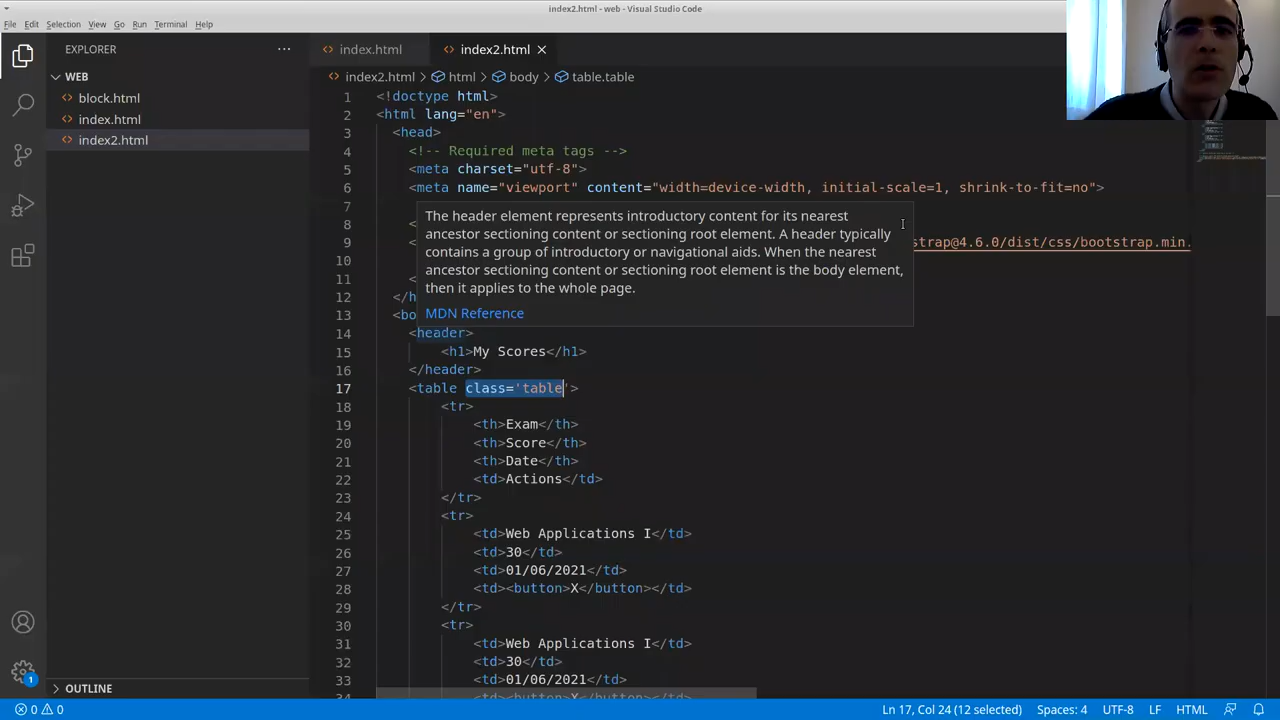 index2.html - web - Visual Studio Code
File Edit Selection View Go Run Terminal Help
EXPLORER
index.html
index2.html
WEB
index2.html
html
body
table.table
block.html
index.html
index2.html
1 <!doctype html>
2 <html lang="en">
3 <head>
4 <!-- Required meta tags -->
5 <meta charset="utf-8">
6 <meta name="viewport" content="width=device-width, initial-scale=1, shrink-to-fit=no">
7
The header element represents introductory content for its nearest
8 <
ancestor sectioning content or sectioning root element. A header typically
9 < strap@4.6.0/dist/css/bootstrap.min.
contains a group of introductory or navigational aids. When the nearest
10
ancestor sectioning content or sectioning root element is the body element,
11 <
then it applies to the whole page.
12 </h
MDN Reference
13 <bo
14 <header>
15 <h1>My Scores</h1>
16 </header>
17 <table class='table'>
18 <tr>
19 <th>Exam</th>
20 <th>Score</th>
21 <th>Date</th>
22 <td>Actions</td>
23 </tr>
24 <tr>
25 <td>Web Applications I</td>
26 <td>30</td>
27 <td>01/06/2021</td>
28 <td><button>X</button></td>
29 </tr>
30 <tr>
31 <td>Web Applications I</td>
32 <td>30</td>
33 <td>01/06/2021</td>
34 <td><button>X</button></td>
OUTLINE
1
0 0
Ln 17, Col 24 (12 selected) Spaces: 4 UTF-8 LF HTML